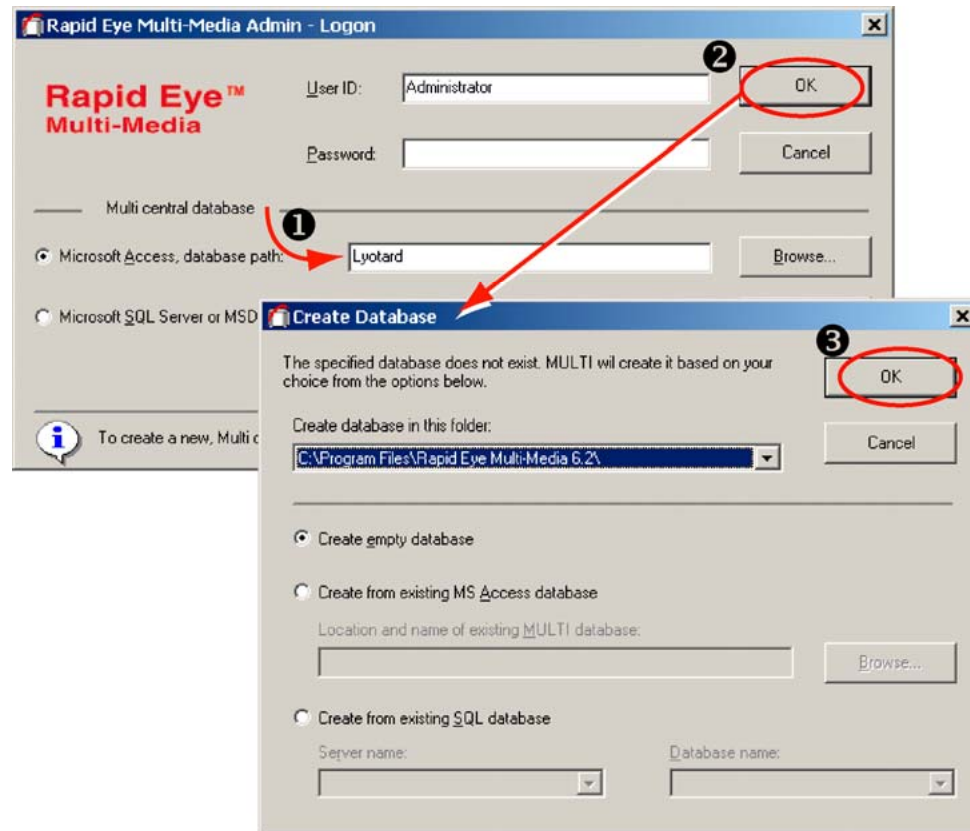 Rapid Eye Multi-Media Admin - Logon
Rapid Eye™
Multi-Media
User ID:
Administrator
2
OK
Password:
Cancel
Multi central database
1
Microsoft Access, database path:
Lyotard
Browse...
Microsoft SQL Server or MSD
To create a new, Multi
Create Database
The specified database does not exist. MULTI wil create it based on your
choice from the options below.
3
OK
Create database in this folder:
C:\Program Files\Rapid Eye Multi-Media 6.2\
Cancel
Create empty database
Create from existing MS Access database
Location and name of existing MULTI database:
Browse...
Create from existing SQL database
Server name:
Database name: